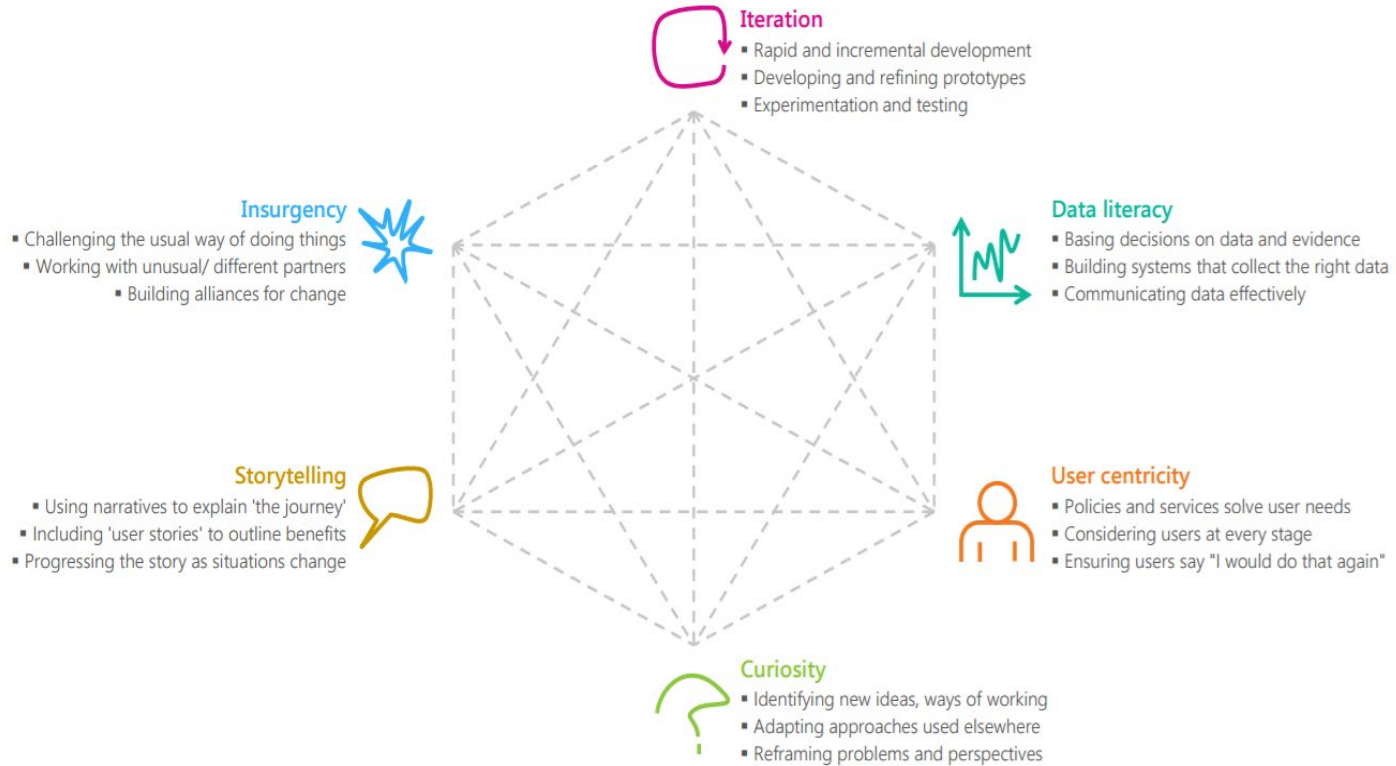 Iteration
▪ Rapid and incremental development
▪ Developing and refining prototypes
▪ Experimentation and testing
Insurgency
▪ Challenging the usual way of doing things
▪ Working with unusual/ different partners
▪ Building alliances for change
Data literacy
▪ Basing decisions on data and evidence
▪ Building systems that collect the right data
▪ Communicating data effectively
Storytelling
▪ Using narratives to explain 'the journey'
▪ Including 'user stories' to outline benefits
▪ Progressing the story as situations change
User centricity
▪ Policies and services solve user needs
▪ Considering users at every stage
▪ Ensuring users say "I would do that again"
Curiosity
▪ Identifying new ideas, ways of working
▪ Adapting approaches used elsewhere
▪ Reframing problems and perspectives